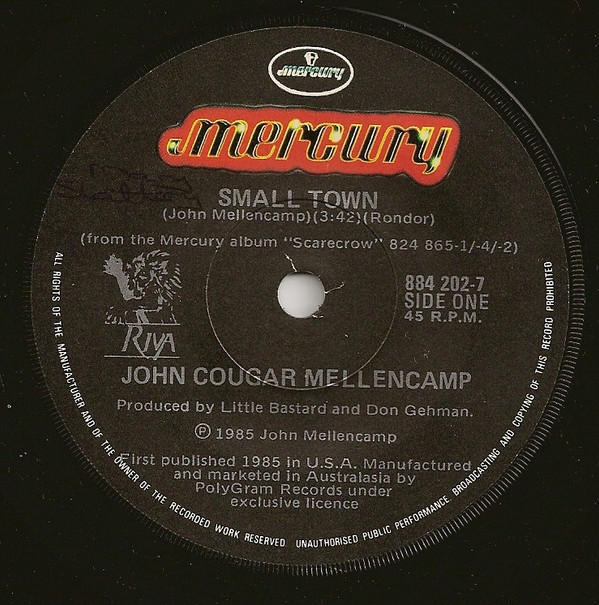 mercury
mercury
SMALL TOWN
(John Mellencamp)(3:42)(Rondor)
(from the Mercury album "Scarecrow" 824 865-1/-4/-2)
884 202-7
SIDE ONE
45 R.P.M.
RIVA
JOHN COUGAR MELLENCAMP
Produced by Little Bastard and Don Gehman.
℗ 1985 John Mellencamp
First published 1985 in U.S.A. Manufactured
and marketed in Australasia by
PolyGram Records under
exclusive licence
ALL RIGHTS OF THE MANUFACTURER AND OF THE OWNER OF THE RECORDED WORK RESERVED UNAUTHORISED PUBLIC PERFORMANCE BROADCASTING AND COPYING OF THIS RECORD PROHIBITED